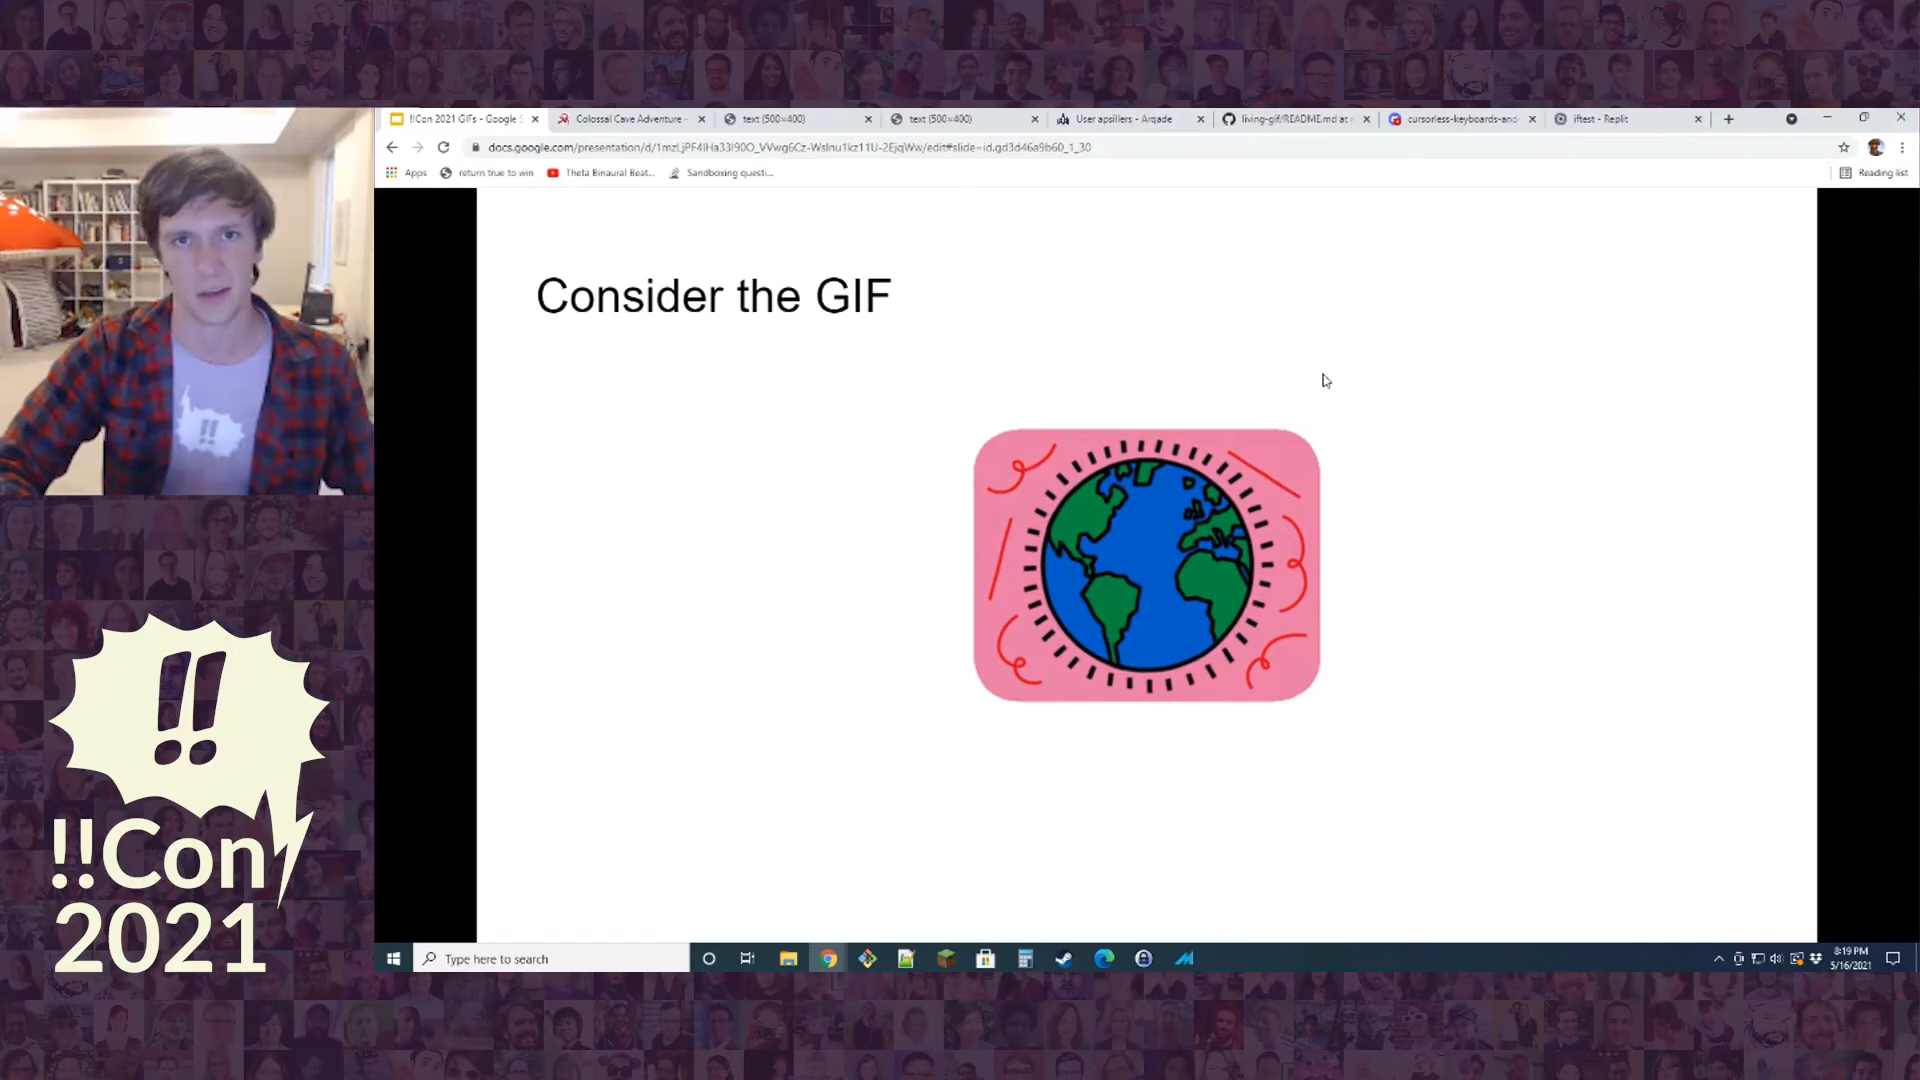 !!Con 2021 GIFs - Google S
Colossal Cave Adventure -
text (500×400)
text (500×400)
User apsillers - Arqade
living-gif/README.md at m
cursorless-keyboards-and-
iftest - Replit
Apps
return true to win
Theta Binaural Beat...
Sandboxing questi...
Reading list
Consider the GIF
!!
!!
!!Con
2021
Type here to search
8:19 PM
5/16/2021